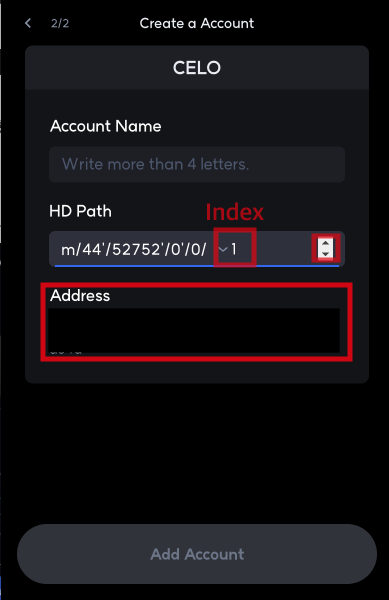 2/2
Create a Account
CELO
Account Name
Write more than 4 letters.
HD Path
Index
m/44'/52752'/0'/0/ 1
Address
Add Account